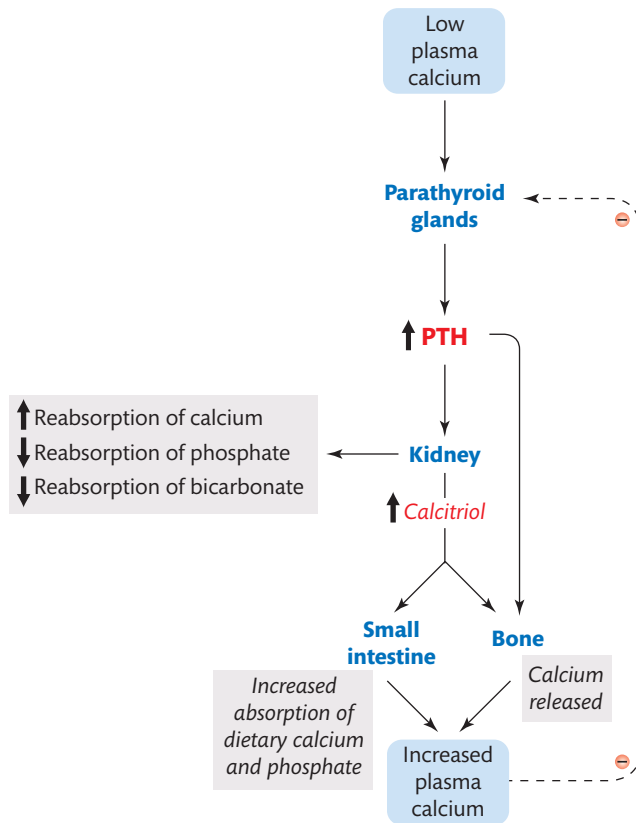 Low
plasma
calcium
Parathyroid
glands
−
PTH
Reabsorption of calcium
Reabsorption of phosphate
Reabsorption of bicarbonate
Kidney
Calcitriol
Small
intestine
Bone
Increased
absorption of
dietary calcium
and phosphate
Calcium
released
Increased
plasma
calcium
−